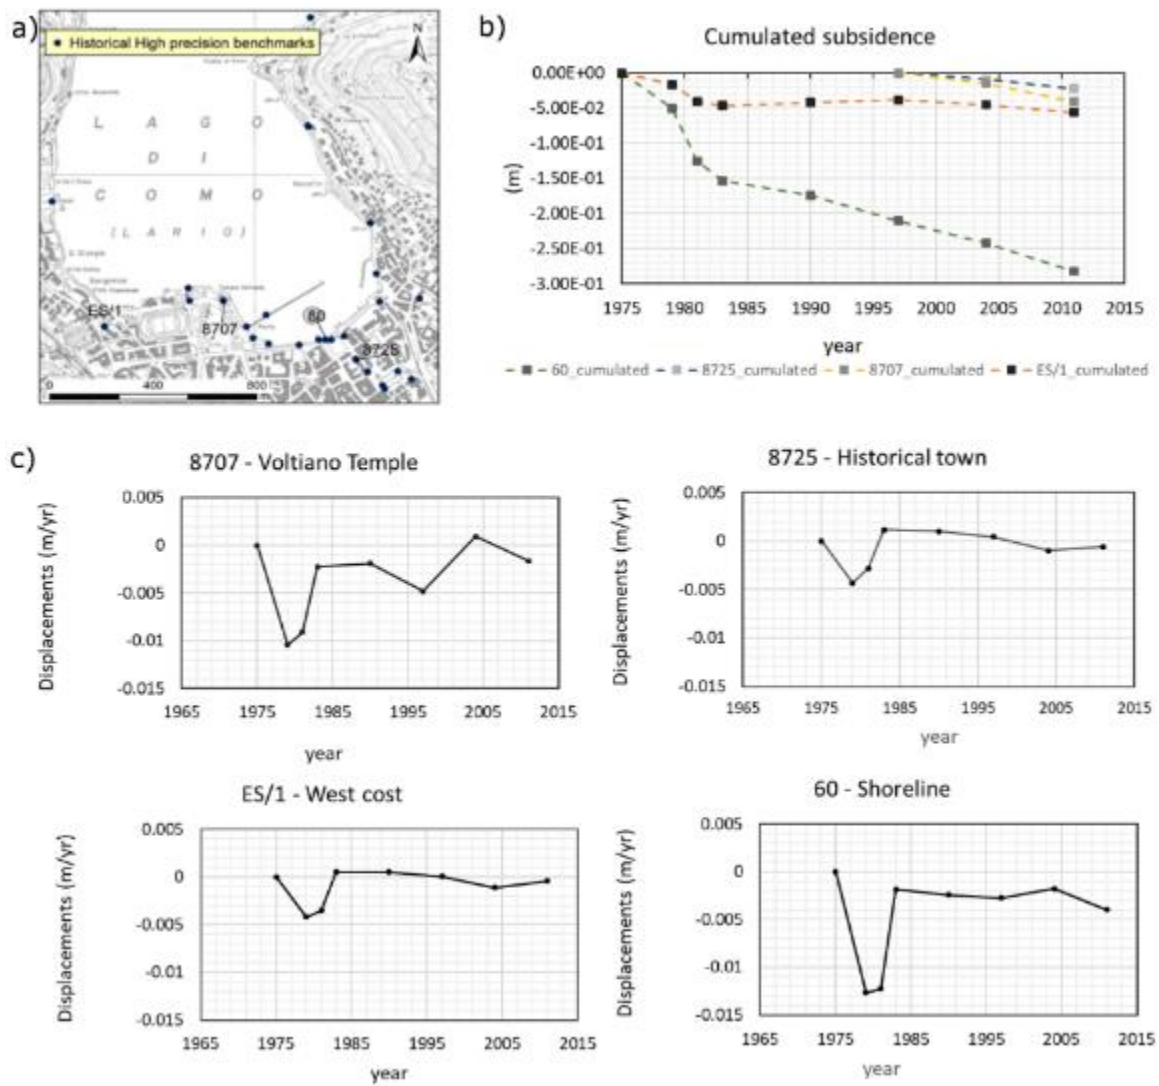 a)
Historical High precision benchmarks
N
L A G O
D I
C O M O
(L A R I O)
ES/1
8707
60
8725
0 400 800
b)
Cumulated subsidence
0.00E+00
-5.00E-02
-1.00E-01
-1.50E-01
-2.00E-01
-2.50E-01
-3.00E-01
(m)
1975 1980 1985 1990 1995 2000 2005 2010 2015
year
60_cumulated 8725_cumulated 8707_cumulated ES/1_cumulated
c)
8707 - Voltiano Temple
Displacements (m/yr)
0.005
0
-0.005
-0.01
-0.015
1965 1975 1985 1995 2005 2015
year
8725 - Historical town
Displacements (m/yr)
0.005
0
-0.005
-0.01
-0.015
1965 1975 1985 1995 2005 2015
year
ES/1 - West cost
Displacements (m/yr)
0.005
0
-0.005
-0.01
-0.015
1965 1975 1985 1995 2005 2015
year
60 - Shoreline
Displacements (m/yr)
0.005
0
-0.005
-0.01
-0.015
1965 1975 1985 1995 2005 2015
year